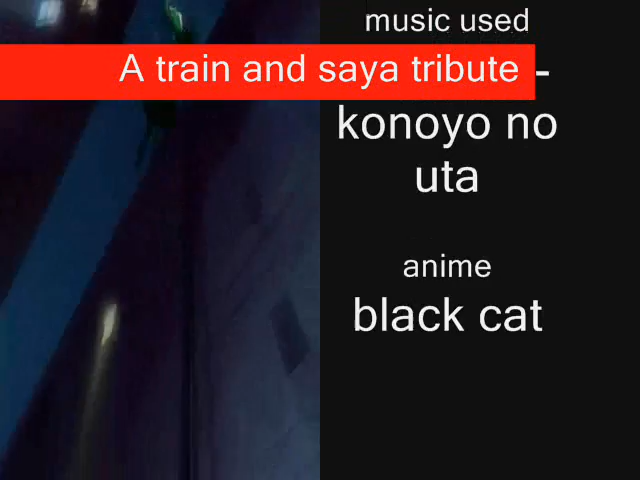 music used
A train and saya tribute -
konoyo no
uta
anime
black cat